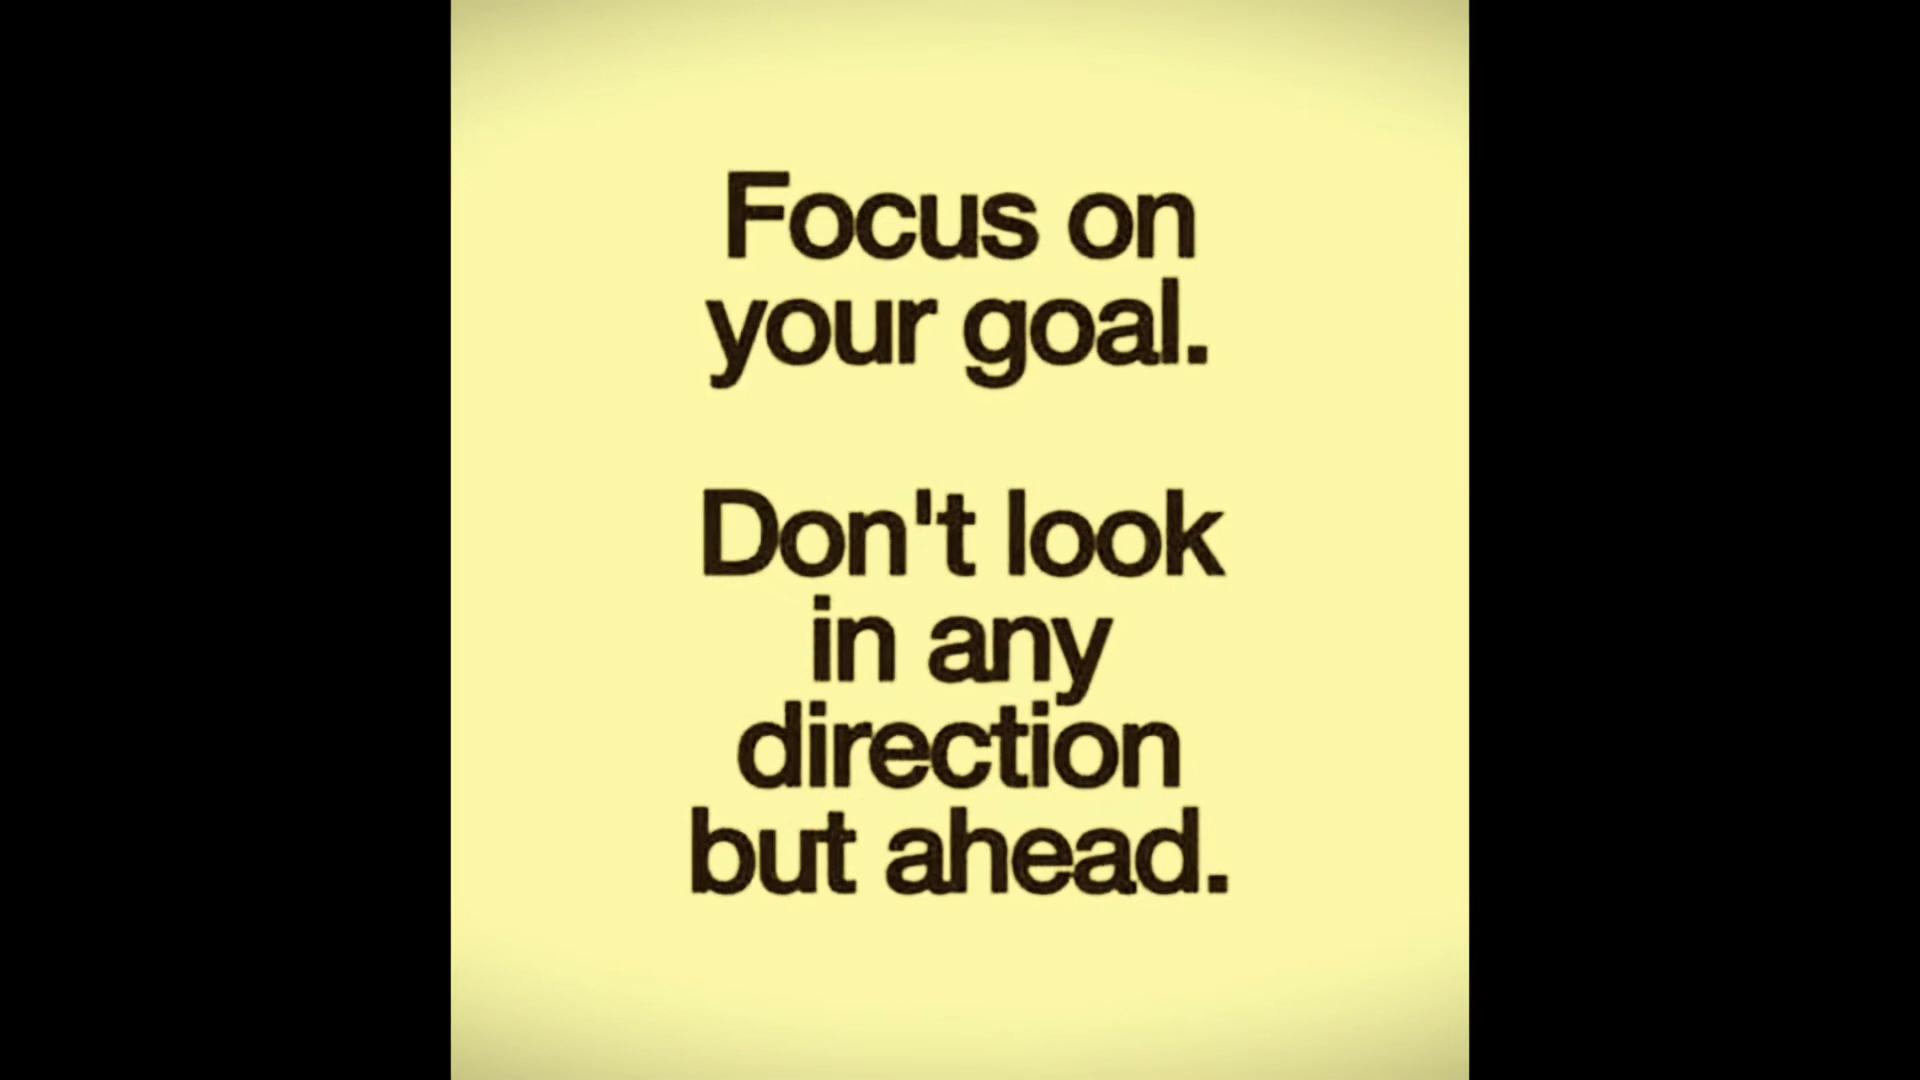 Focus on
your goal.
Don't look
in any
direction
but ahead.